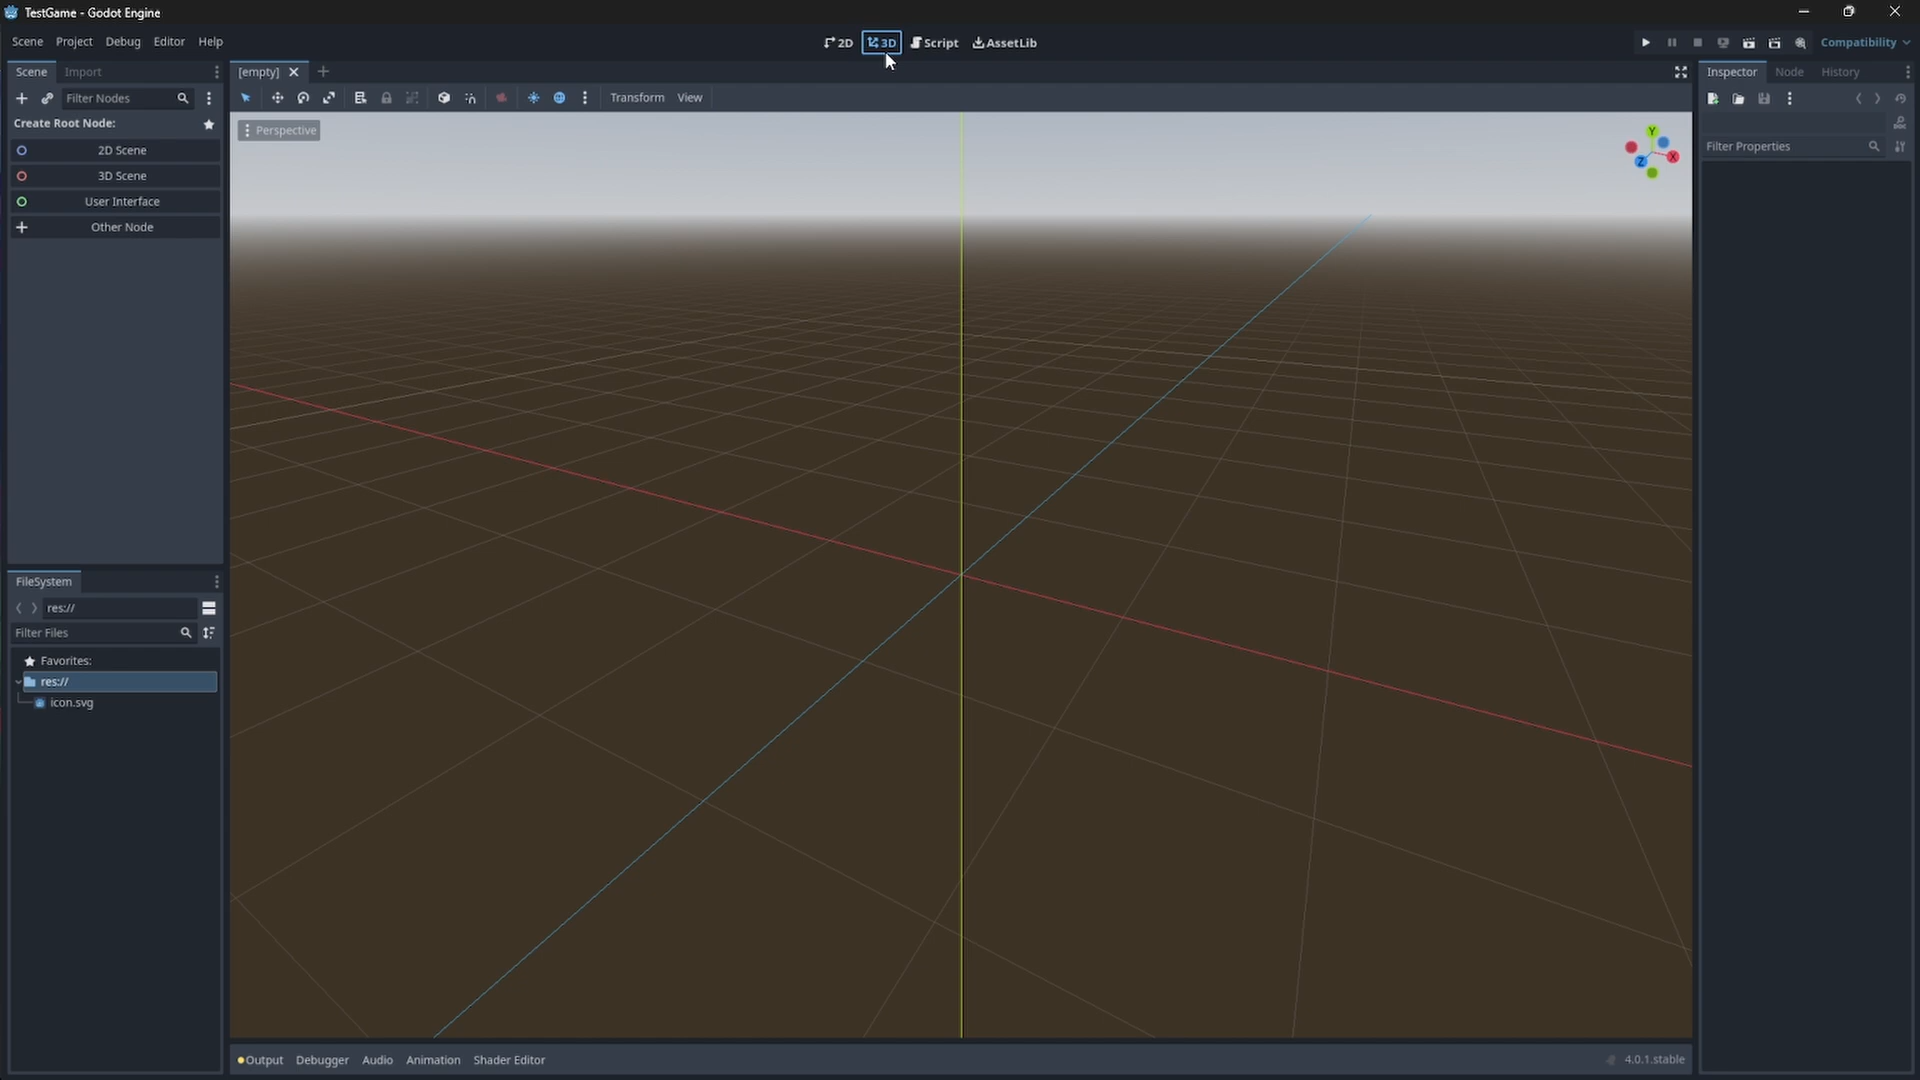 TestGame - Godot Engine
Scene Project Debug Editor Help
2D 3D Script AssetLib
Compatibility
Scene Import
[empty]
Inspector Node History
Filter Nodes
Transform View
Create Root Node:
Perspective
Y
X
Z
Filter Properties
2D Scene
3D Scene
User Interface
Other Node
FileSystem
res://
Filter Files
Favorites:
res://
icon.svg
Output Debugger Audio Animation Shader Editor
4.0.1.stable